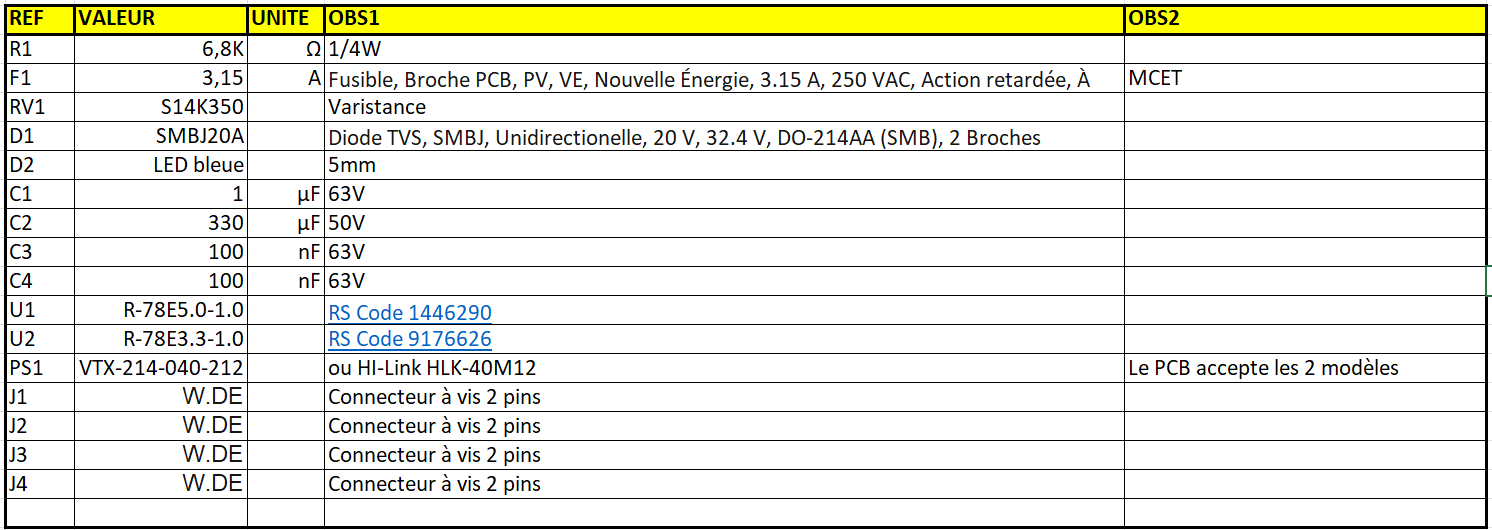 REF VALEUR UNITE OBS1 OBS2
R1 6,8K Ω 1/4W
F1 3,15 A Fusible, Broche PCB, PV, VE, Nouvelle Énergie, 3.15 A, 250 VAC, Action retardée, À MCET
RV1 S14K350 Varistance
D1 SMBJ20A Diode TVS, SMBJ, Unidirectionelle, 20 V, 32.4 V, DO-214AA (SMB), 2 Broches
D2 LED bleue 5mm
C1 1 µF 63V
C2 330 µF 50V
C3 100 nF 63V
C4 100 nF 63V
U1 R-78E5.0-1.0 RS Code 1446290
U2 R-78E3.3-1.0 RS Code 9176626
PS1 VTX-214-040-212 ou HI-Link HLK-40M12 Le PCB accepte les 2 modèles
J1 W.DE Connecteur à vis 2 pins
J2 W.DE Connecteur à vis 2 pins
J3 W.DE Connecteur à vis 2 pins
J4 W.DE Connecteur à vis 2 pins